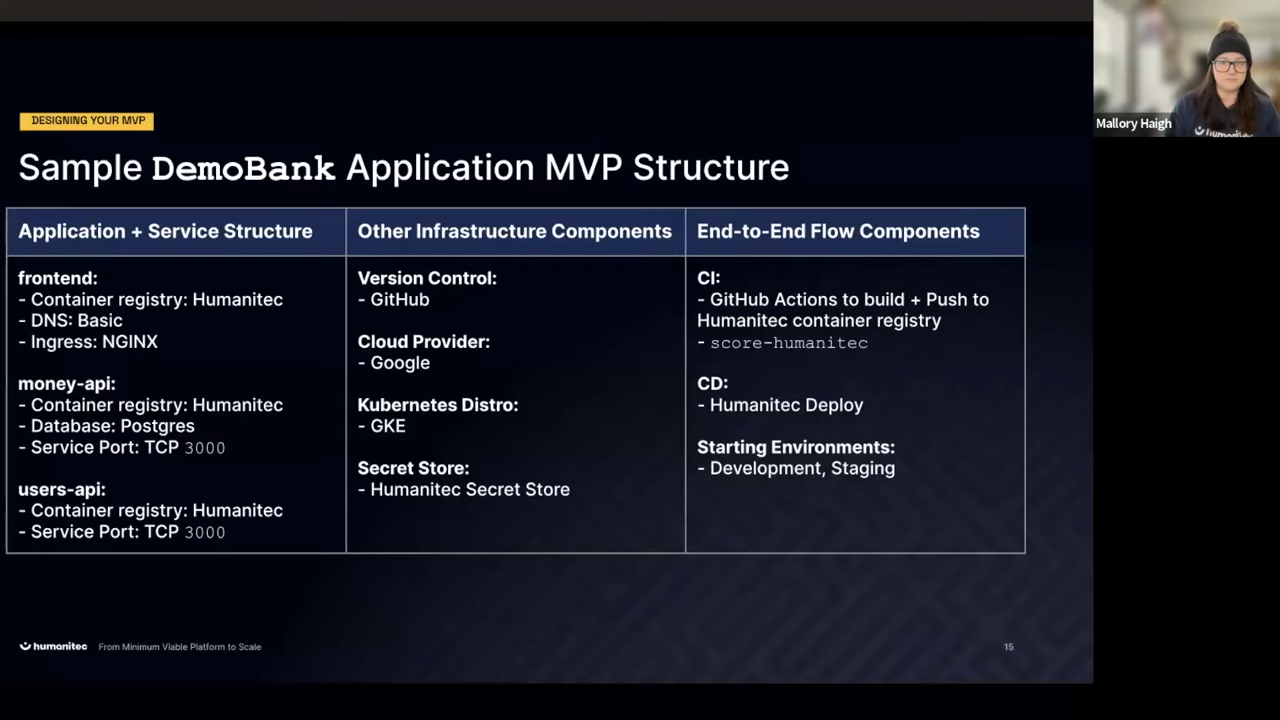 DESIGNING YOUR MVP
Sample DemoBank Application MVP Structure
Application + Service Structure
frontend:
- Container registry: Humanitec
- DNS: Basic
- Ingress: NGINX
money-api:
- Container registry: Humanitec
- Database: Postgres
- Service Port: TCP 3000
users-api:
- Container registry: Humanitec
- Service Port: TCP 3000
Other Infrastructure Components
Version Control:
- GitHub
Cloud Provider:
- Google
Kubernetes Distro:
- GKE
Secret Store:
- Humanitec Secret Store
End-to-End Flow Components
CI:
- GitHub Actions to build + Push to
Humanitec container registry
- score-humanitec
CD:
- Humanitec Deploy
Starting Environments:
- Development, Staging
humanitec
From Minimum Viable Platform to Scale
15
Mallory Haigh